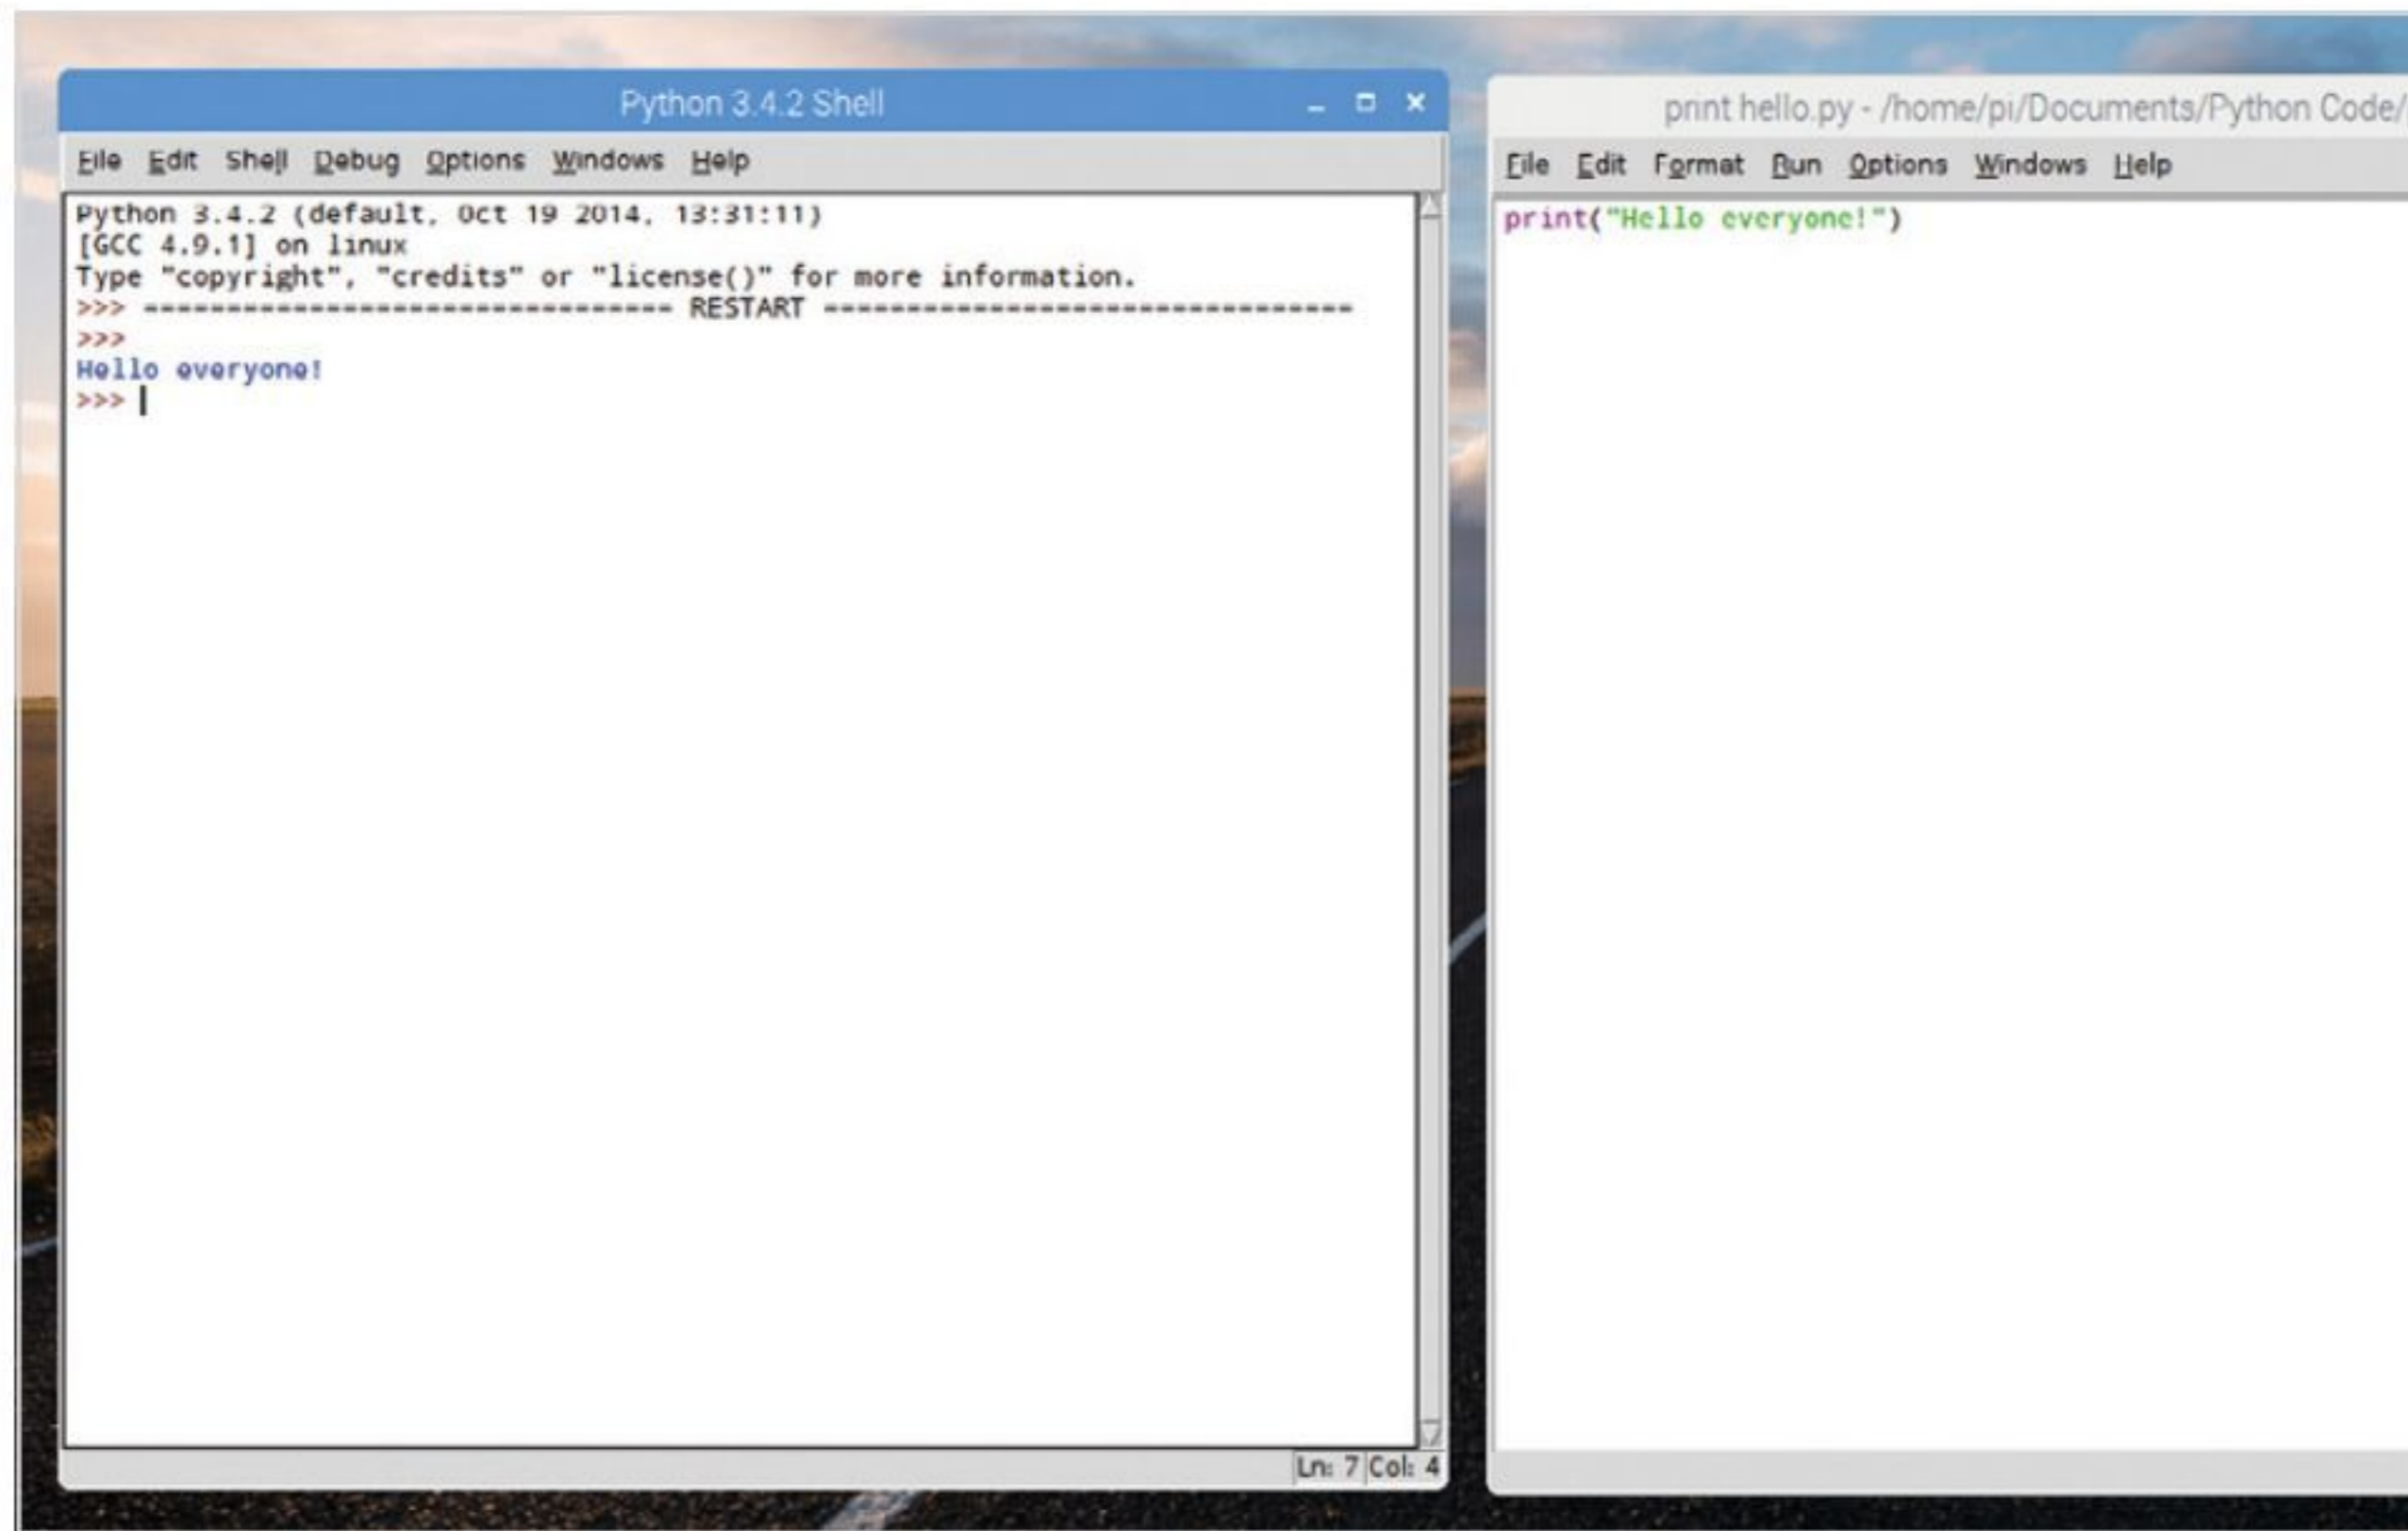 Python 3.4.2 Shell
File Edit Shell Debug Options Windows Help
Python 3.4.2 (default, Oct 19 2014, 13:31:11)
[GCC 4.9.1] on linux
Type "copyright", "credits" or "license()" for more information.
>>> ================================ RESTART ================================
>>>
Hello everyone!
>>>
Ln: 7 Col: 4
print hello.py - /home/pi/Documents/Python Code/
File Edit Format Run Options Windows Help
print("Hello everyone!")